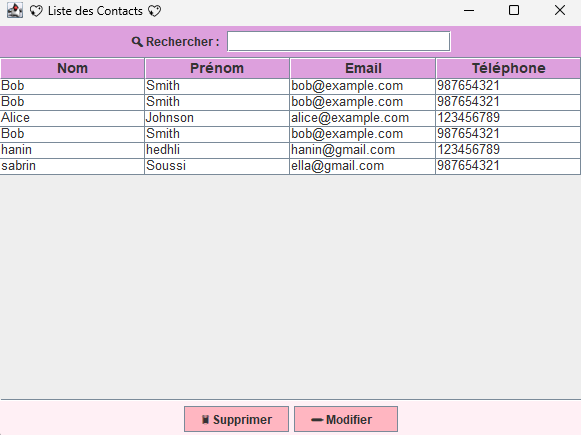 Liste des Contacts
Rechercher :
Nom Prénom Email Téléphone
Bob Smith bob@example.com 987654321
Bob Smith bob@example.com 987654321
Alice Johnson alice@example.com 123456789
Bob Smith bob@example.com 987654321
hanin hedhli hanin@gmail.com 123456789
sabrin Soussi ella@gmail.com 987654321
Supprimer Modifier